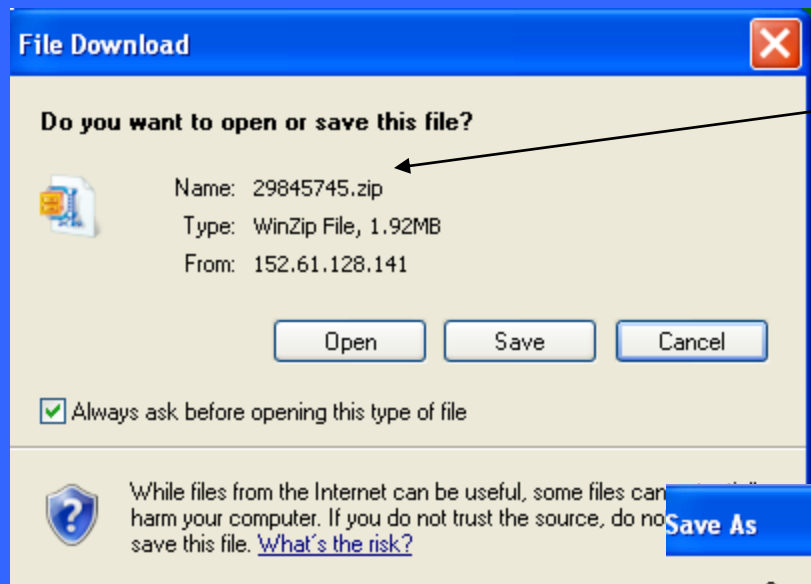 File Download
Do you want to open or save this file?
Name: 29845745.zip
Type: WinZip File, 1.92MB
From: 152.61.128.141
Open Save Cancel
Always ask before opening this type of file
While files from the Internet can be useful, some files can
harm your computer. If you do not trust the source, do
save this file. What's the risk?
Save As